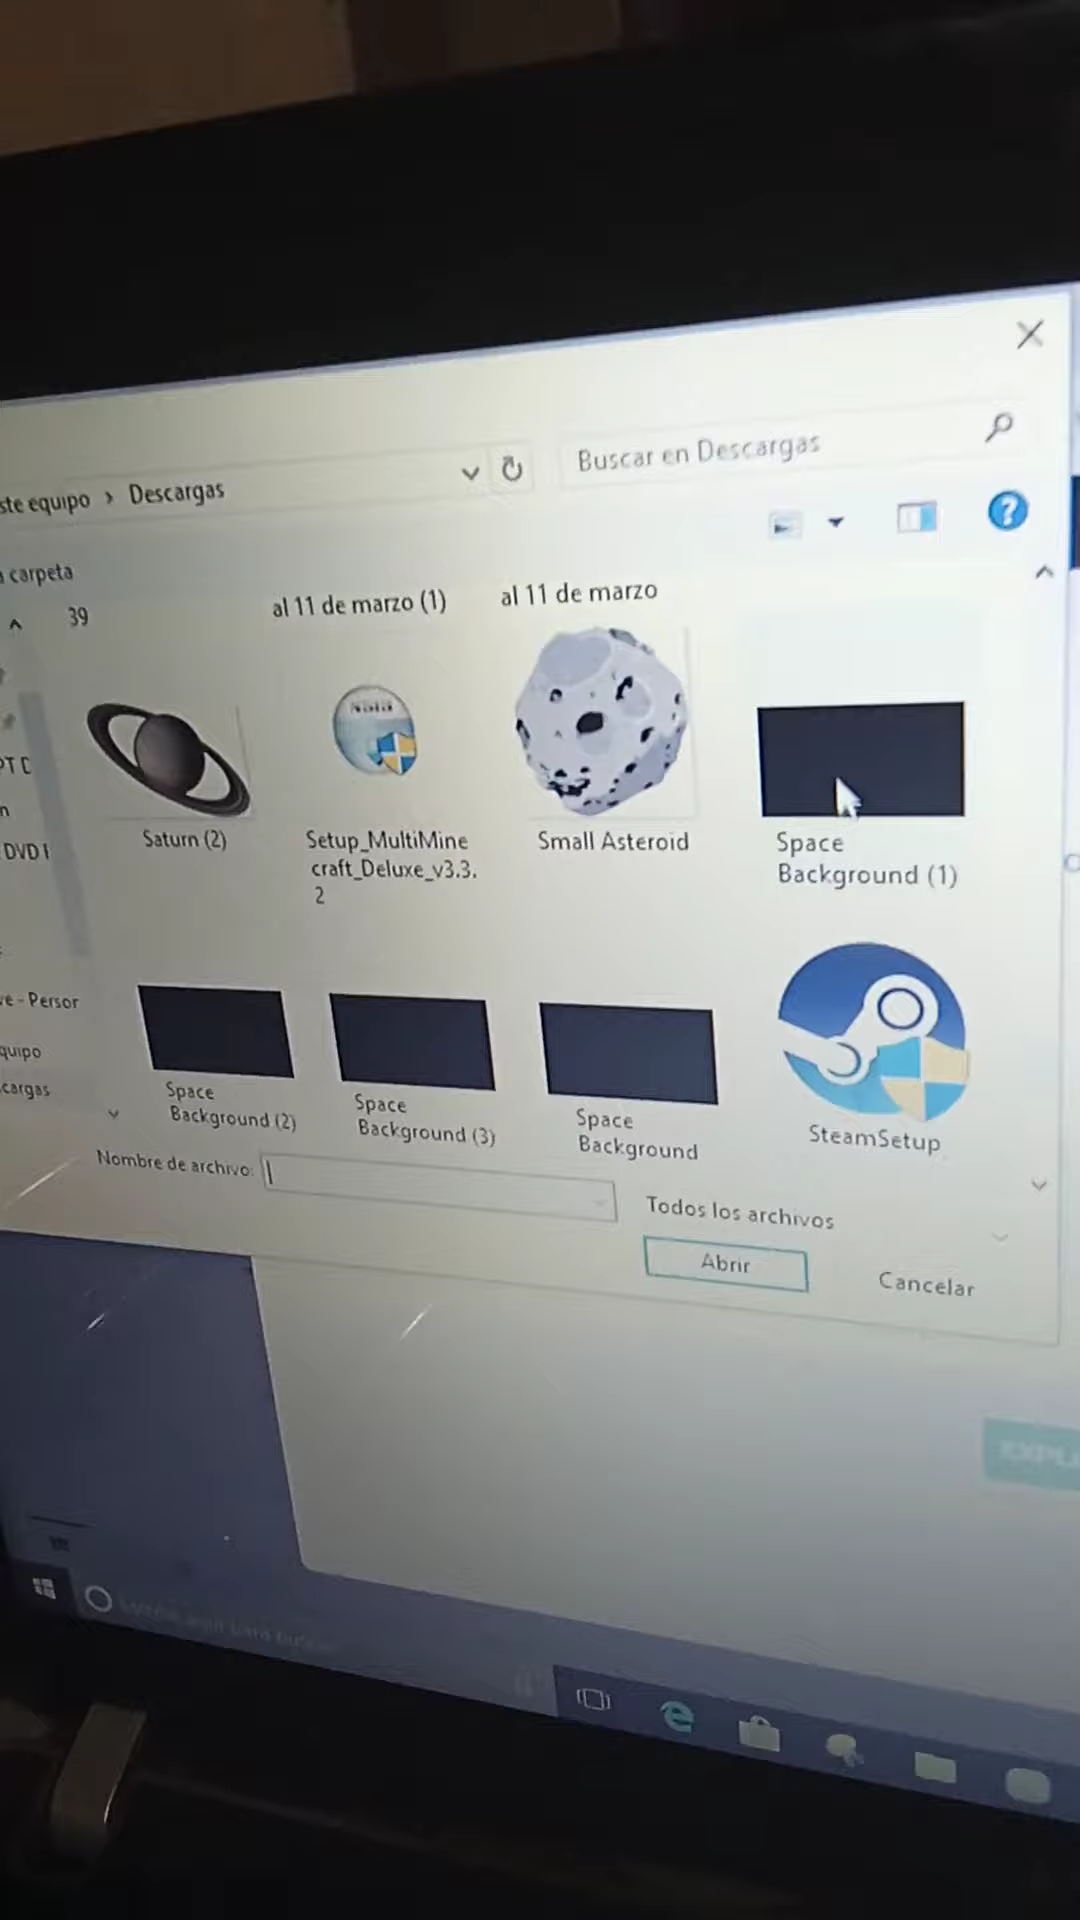 ste equipo > Descargas
Buscar en Descargas
carpeta
39
al 11 de marzo (1)
al 11 de marzo
Saturn (2)
Setup_MultiMine
craft_Deluxe_v3.3.
2
Small Asteroid
Space
Background (1)
DVD
ve - Persor
quipo
cargas
Space
Background (2)
Space
Background (3)
Space
Background
SteamSetup
Nombre de archivo:
Todos los archivos
Abrir
Cancelar
EXPL